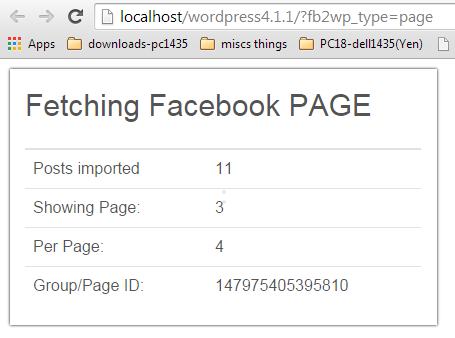 localhost/wordpress4.1.1/?fb2wp_type=page
Apps downloads-pc1435 miscs things PC18-dell1435(Yen)
Fetching Facebook PAGE
Posts imported 11
Showing Page: 3
Per Page: 4
Group/Page ID: 147975405395810